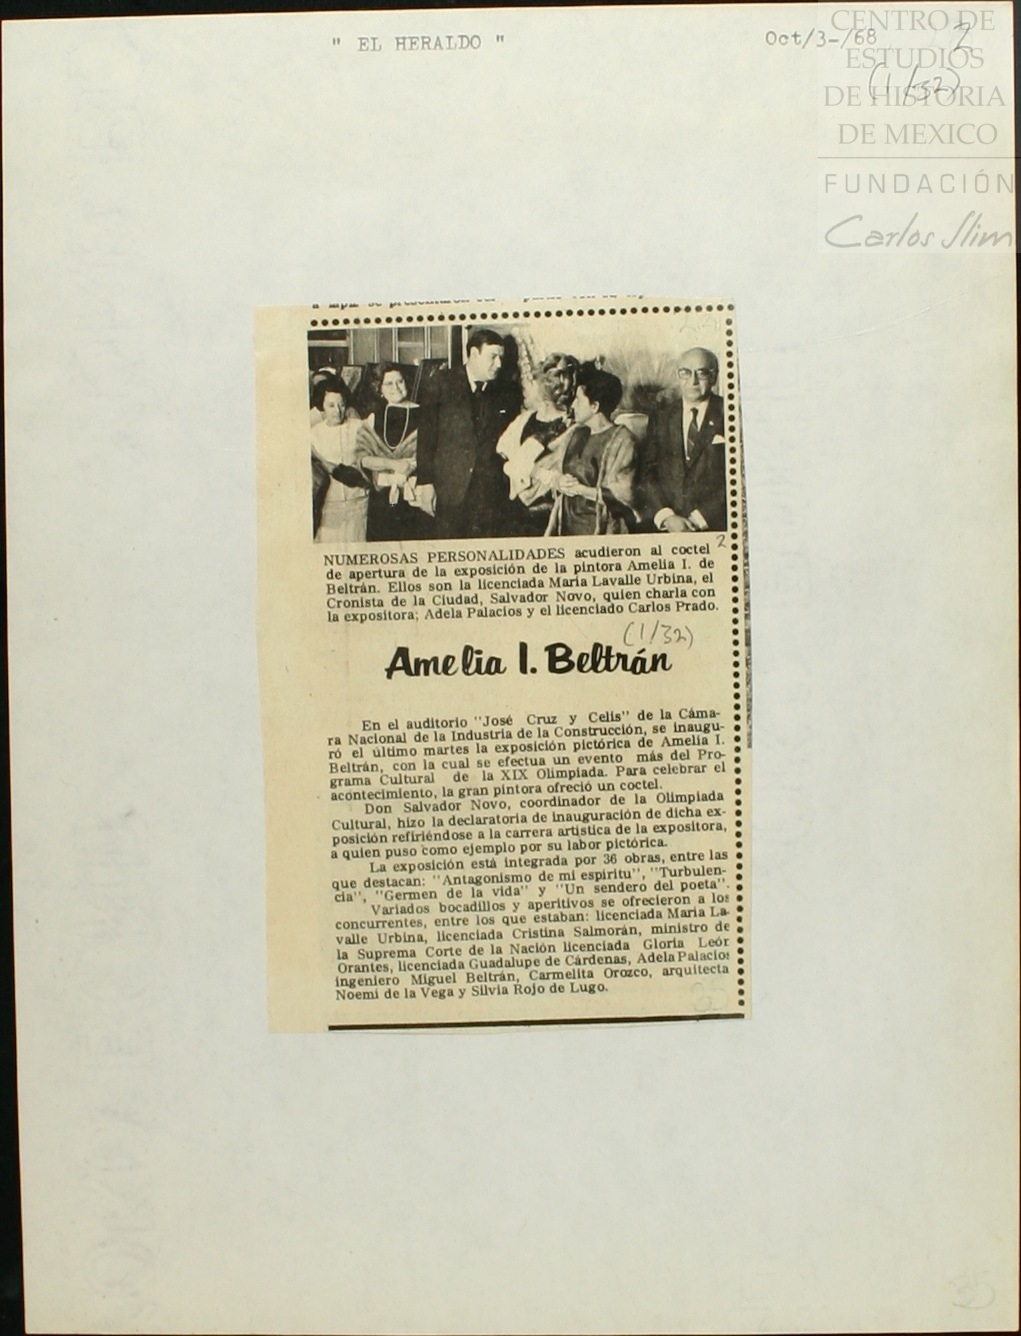 " EL HERALDO "
Oct/3-/68
2
(1/32)
CENTRO DE
ESTUDIOS
DE HISTORIA
DE MEXICO
FUNDACIÓN
Carlos Slim
NUMEROSAS PERSONALIDADES acudieron al coctel
2
de apertura de la exposición de la pintora Amelia I. de
Beltrán. Ellos son la licenciada María Lavalle Urbina, el
Cronista de la Ciudad, Salvador Novo, quien charla con
la expositora; Adela Palacios y el licenciado Carlos Prado.
(1/32)
Amelia I. Beltrán
En el auditorio "José Cruz y Celis" de la Cáma-
ra Nacional de la Industria de la Construcción, se inaugu-
ró el último martes la exposición pictórica de Amelia I.
Beltrán, con la cual se efectua un evento más del Pro-
grama Cultural de la XIX Olimpiada. Para celebrar el
acontecimiento, la gran pintora ofreció un coctel.
Don Salvador Novo, coordinador de la Olimpiada
Cultural, hizo la declaratoria de inauguración de dicha ex-
posición refiriéndose a la carrera artística de la expositora,
a quien puso como ejemplo por su labor pictórica.
La exposición está integrada por 36 obras, entre las
que destacan: "Antagonismo de mi espíritu", "Turbulen-
cia", "Germen de la vida" y "Un sendero del poeta".
Variados bocadillos y aperitivos se ofrecieron a los
concurrentes, entre los que estaban: licenciada María La-
valle Urbina, licenciada Cristina Salmorán, ministro de
la Suprema Corte de la Nación licenciada Gloria León
Orantes, licenciada Guadalupe de Cárdenas, Adela Palacios
ingeniero Miguel Beltrán, Carmelita Orozco, arquitecta
Noemí de la Vega y Silvia Rojo de Lugo.